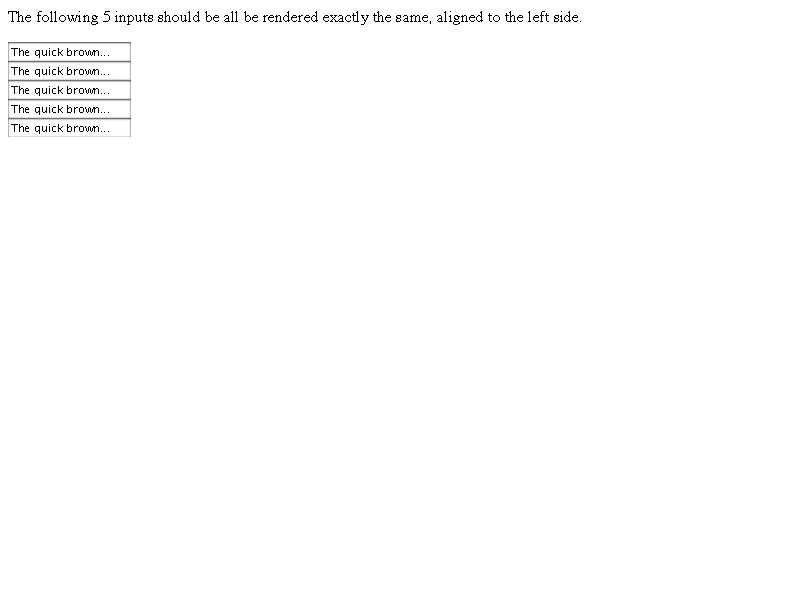 The following 5 inputs should be all be rendered exactly the same, aligned to the left side.
The quick brown...
The quick brown...
The quick brown...
The quick brown...
The quick brown...